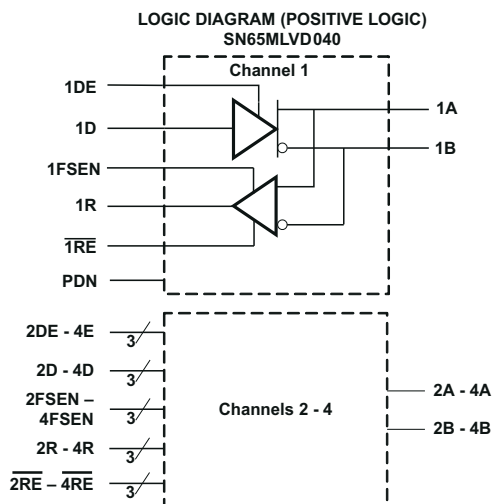 LOGIC DIAGRAM (POSITIVE LOGIC)
SN65MLVD040
Channel 1
1DE
1D
1FSEN
1R
1RE
PDN
1A
1B
2DE - 4E
3
2D - 4D
3
2FSEN –
4FSEN
3
2R - 4R
3
2RE – 4RE
3
Channels 2 - 4
2A - 4A
2B - 4B